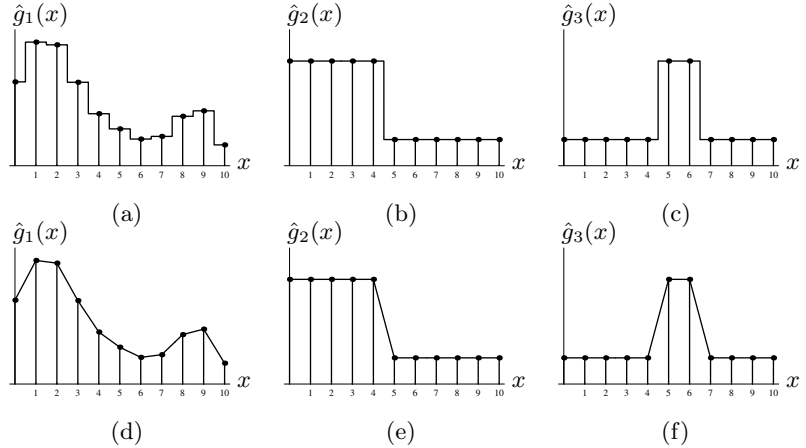 ĝ₁(x) ĝ₂(x) ĝ₃(x)
x x x
1 2 3 4 5 6 7 8 9 10 1 2 3 4 5 6 7 8 9 10 1 2 3 4 5 6 7 8 9 10
(a) (b) (c)
ĝ₁(x) ĝ₂(x) ĝ₃(x)
x x x
1 2 3 4 5 6 7 8 9 10 1 2 3 4 5 6 7 8 9 10 1 2 3 4 5 6 7 8 9 10
(d) (e) (f)